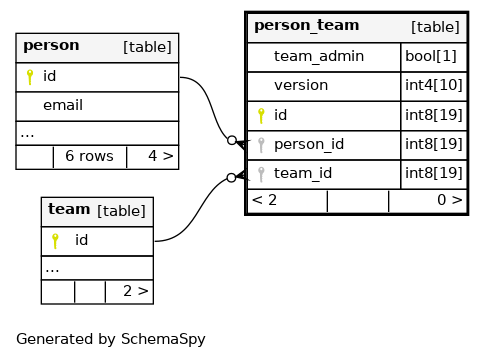 person [table]
id
email
...
6 rows 4 >
team [table]
id
...
2 >
person_team [table]
team_admin bool[1]
version int4[10]
id int8[19]
person_id int8[19]
team_id int8[19]
< 2 0 >
Generated by SchemaSpy